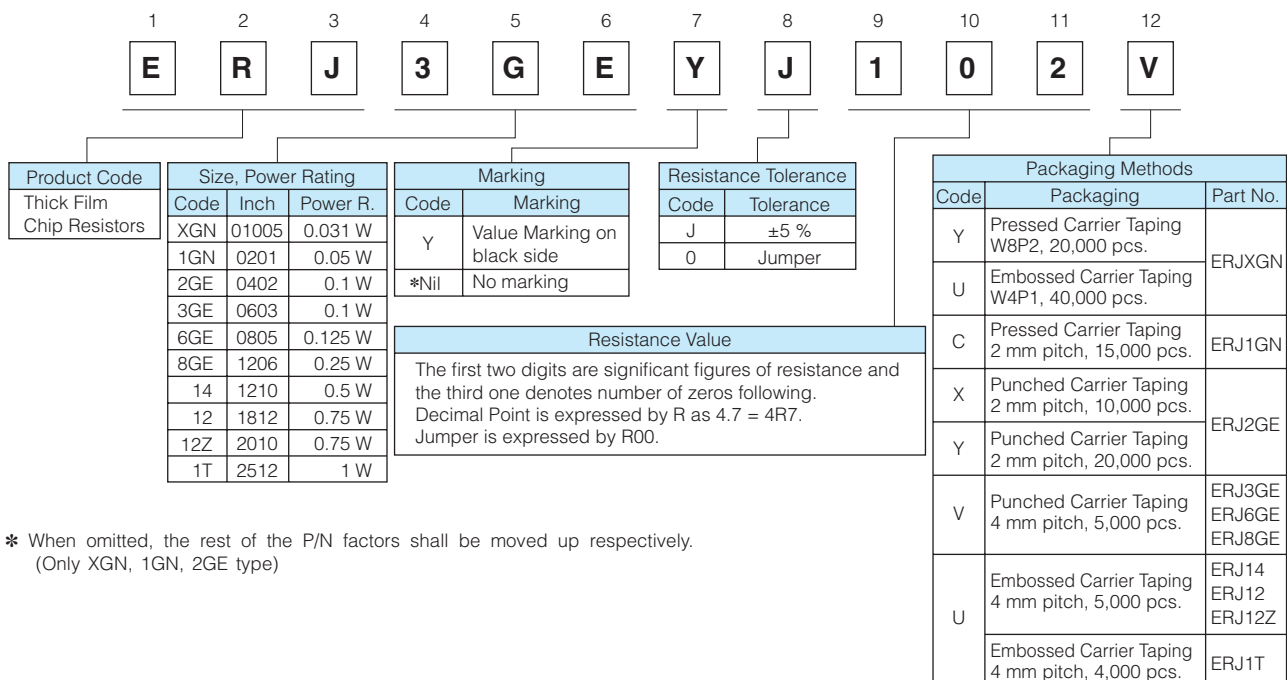 1 2 3 4 5 6 7 8 9 10 11 12
E R J 3 G E Y J 1 0 2 V
Product Code
Thick Film
Chip Resistors
Size, Power Rating
Code Inch Power R.
XGN 01005 0.031 W
1GN 0201 0.05 W
2GE 0402 0.1 W
3GE 0603 0.1 W
6GE 0805 0.125 W
8GE 1206 0.25 W
14 1210 0.5 W
12 1812 0.75 W
12Z 2010 0.75 W
1T 2512 1 W
Marking
Code Marking
Y Value Marking on
black side
*Nil No marking
Resistance Tolerance
Code Tolerance
J ±5 %
0 Jumper
Resistance Value
The first two digits are significant figures of resistance and
the third one denotes number of zeros following.
Decimal Point is expressed by R as 4.7 = 4R7.
Jumper is expressed by R00.
Packaging Methods
Code Packaging Part No.
Y Pressed Carrier Taping
W8P2, 20,000 pcs.
ERJXGN
U Embossed Carrier Taping
W4P1, 40,000 pcs.
C Pressed Carrier Taping
2 mm pitch, 15,000 pcs.
ERJ1GN
X Punched Carrier Taping
2 mm pitch, 10,000 pcs.
ERJ2GE
Y Punched Carrier Taping
2 mm pitch, 20,000 pcs.
V Punched Carrier Taping
4 mm pitch, 5,000 pcs.
ERJ3GE
ERJ6GE
ERJ8GE
U Embossed Carrier Taping
4 mm pitch, 5,000 pcs.
ERJ14
ERJ12
ERJ12Z
Embossed Carrier Taping
4 mm pitch, 4,000 pcs.
ERJ1T
* When omitted, the rest of the P/N factors shall be moved up respectively.
(Only XGN, 1GN, 2GE type)